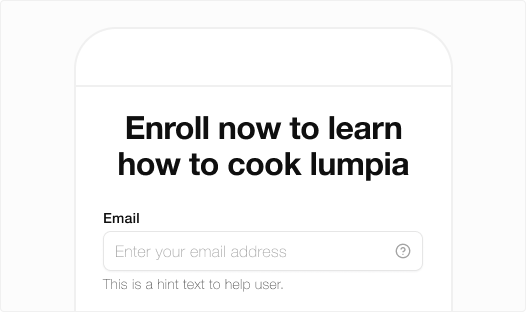 Enroll now to learn
how to cook lumpia
Email
Enter your email address
This is a hint text to help user.